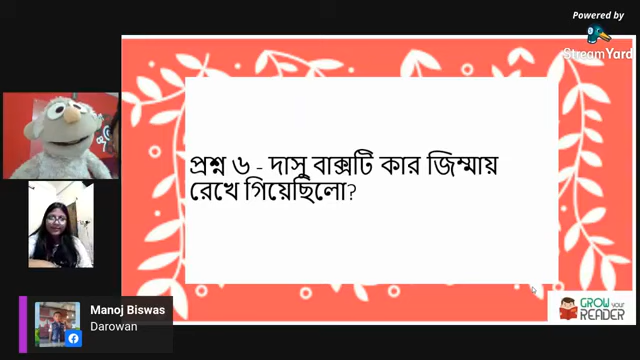 Powered by
StreamYard
প্রশ্ন ৬ - দাসু বাক্সটি কার জিম্মায়
রেখে গিয়েছিলো?
Manoj Biswas
Darowan
GROW your
READER